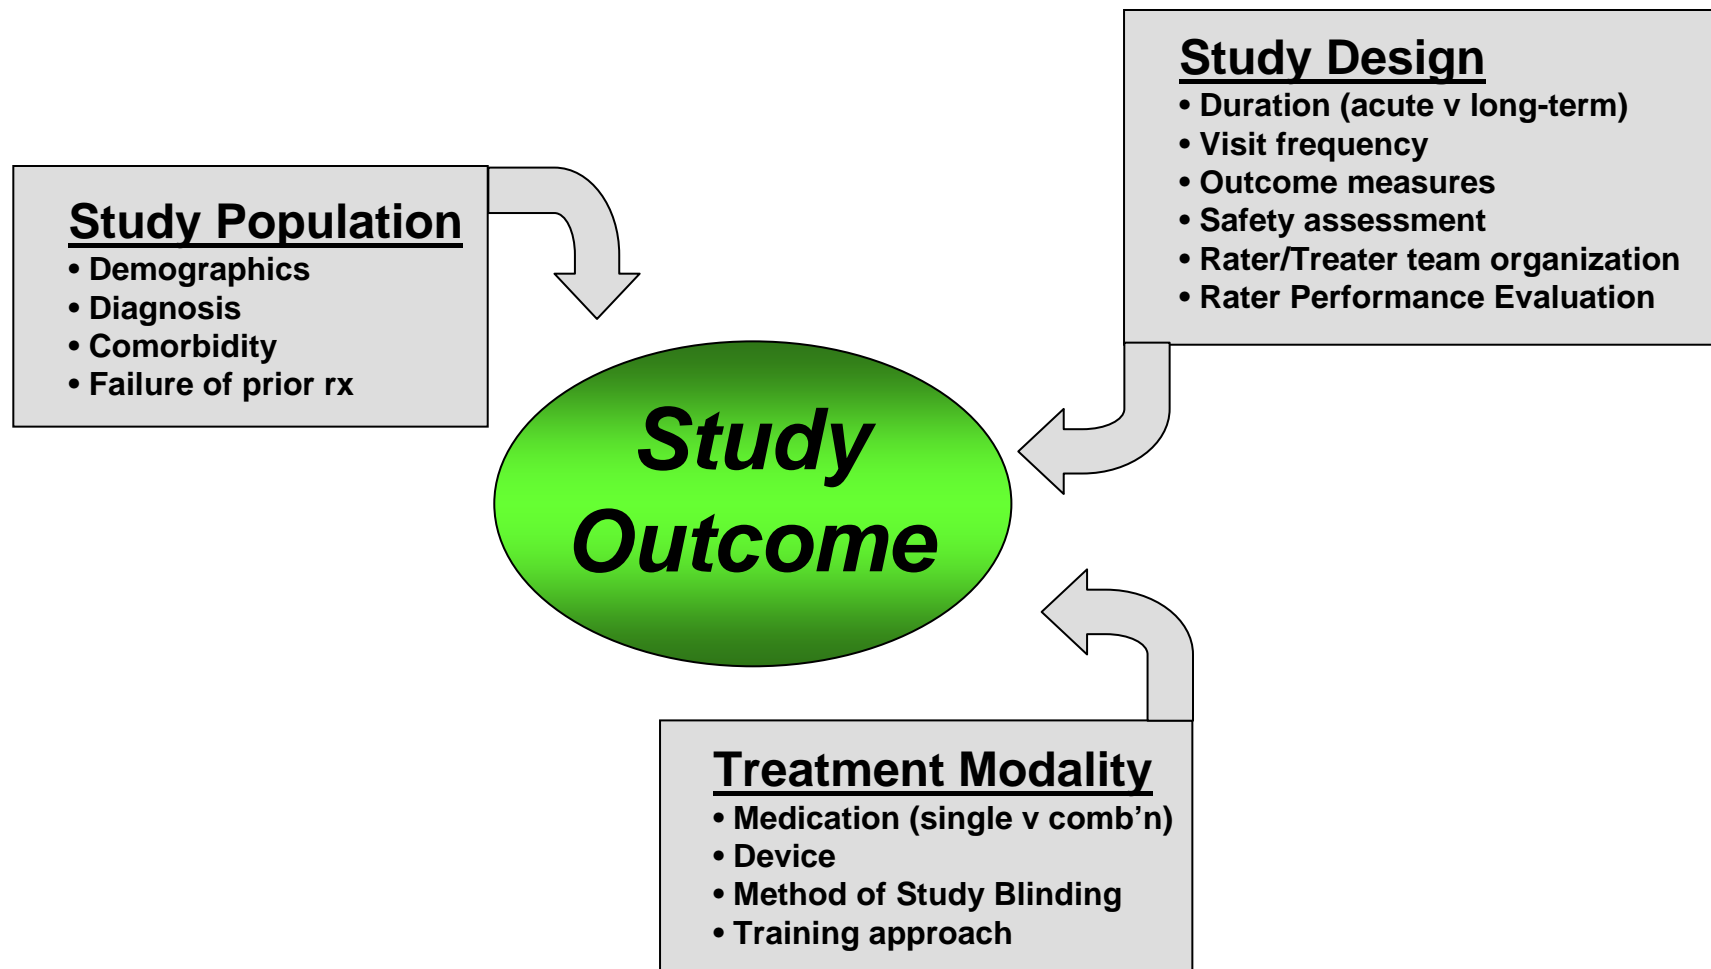 Study Population
• Demographics
• Diagnosis
• Comorbidity
• Failure of prior rx
Study Design
• Duration (acute v long-term)
• Visit frequency
• Outcome measures
• Safety assessment
• Rater/Treater team organization
• Rater Performance Evaluation
Study
Outcome
Treatment Modality
• Medication (single v comb’n)
• Device
• Method of Study Blinding
• Training approach